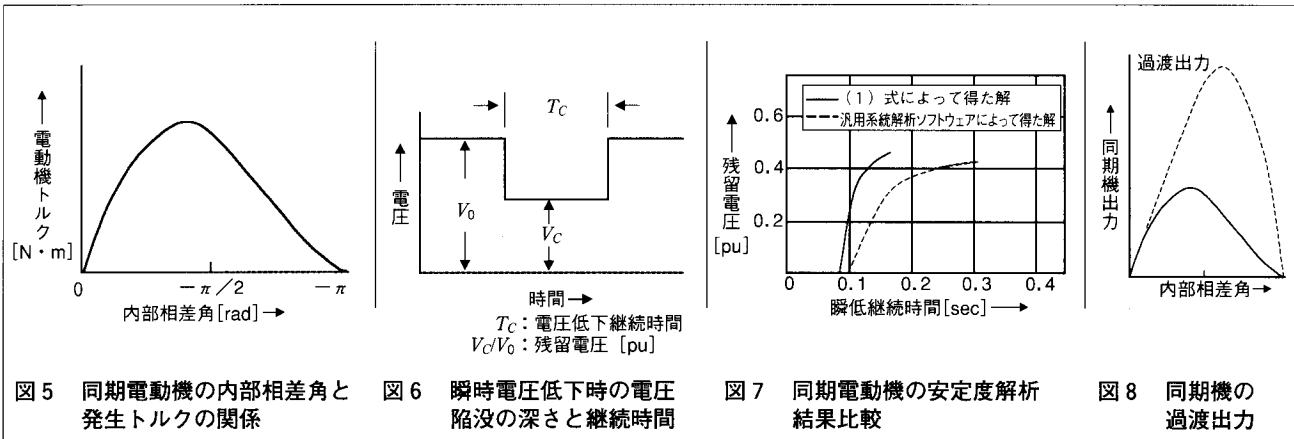 電動機トルク
[N・m]
0
－π/2
－π
内部相差角[rad]→
図5　同期電動機の内部相差角と
発生トルクの関係
T_C
電圧
V_0
V_C
時間→
T_C：電圧低下継続時間
V_C/V_0：残留電圧［pu］
図6　瞬時電圧低下時の電圧
陥没の深さと継続時間
（1）式によって得た解
汎用系統解析ソフトウェアによって得た解
残留電圧
[pu]
0.6
0.4
0.2
0 0.1 0.2 0.3 0.4
瞬低継続時間[sec]→
図7　同期電動機の安定度解析
結果比較
過渡出力
同期機出力
内部相差角→
図8　同期機の
過渡出力